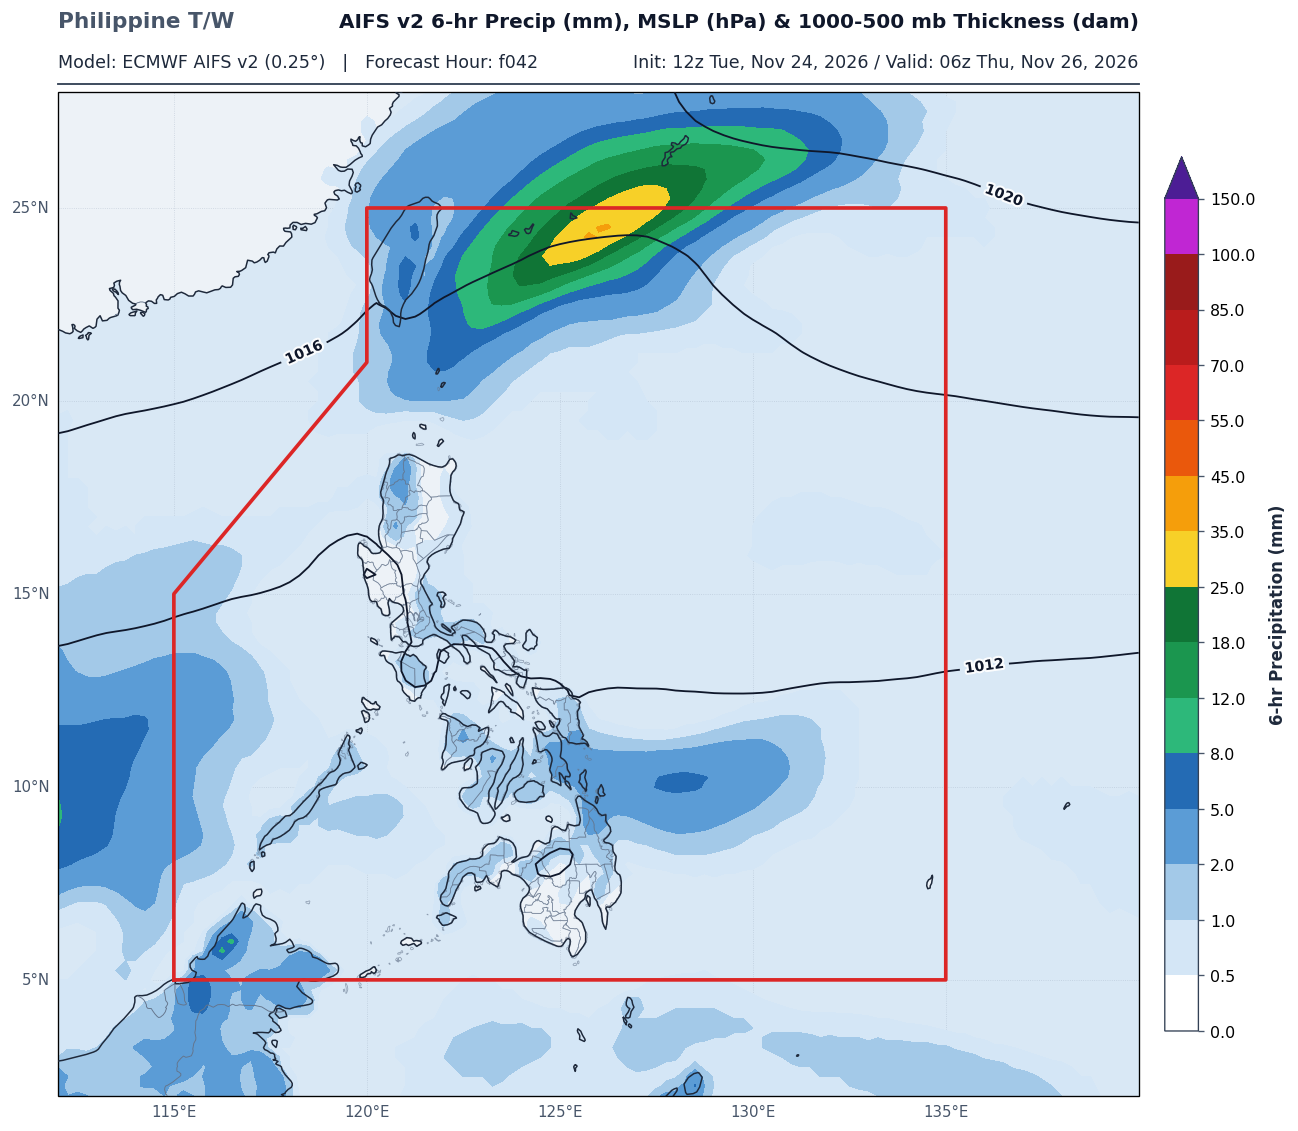 Philippine T/W
AIFS v2 6-hr Precip (mm), MSLP (hPa) & 1000-500 mb Thickness (dam)
Model: ECMWF AIFS v2 (0.25°) | Forecast Hour: f042
Init: 12z Tue, Nov 24, 2026 / Valid: 06z Thu, Nov 26, 2026
25°N
20°N
15°N
10°N
5°N
115°E
120°E
125°E
130°E
135°E
1020
1016
1012
150.0
100.0
85.0
70.0
55.0
45.0
35.0
25.0
18.0
12.0
8.0
5.0
2.0
1.0
0.5
0.0
6-hr Precipitation (mm)